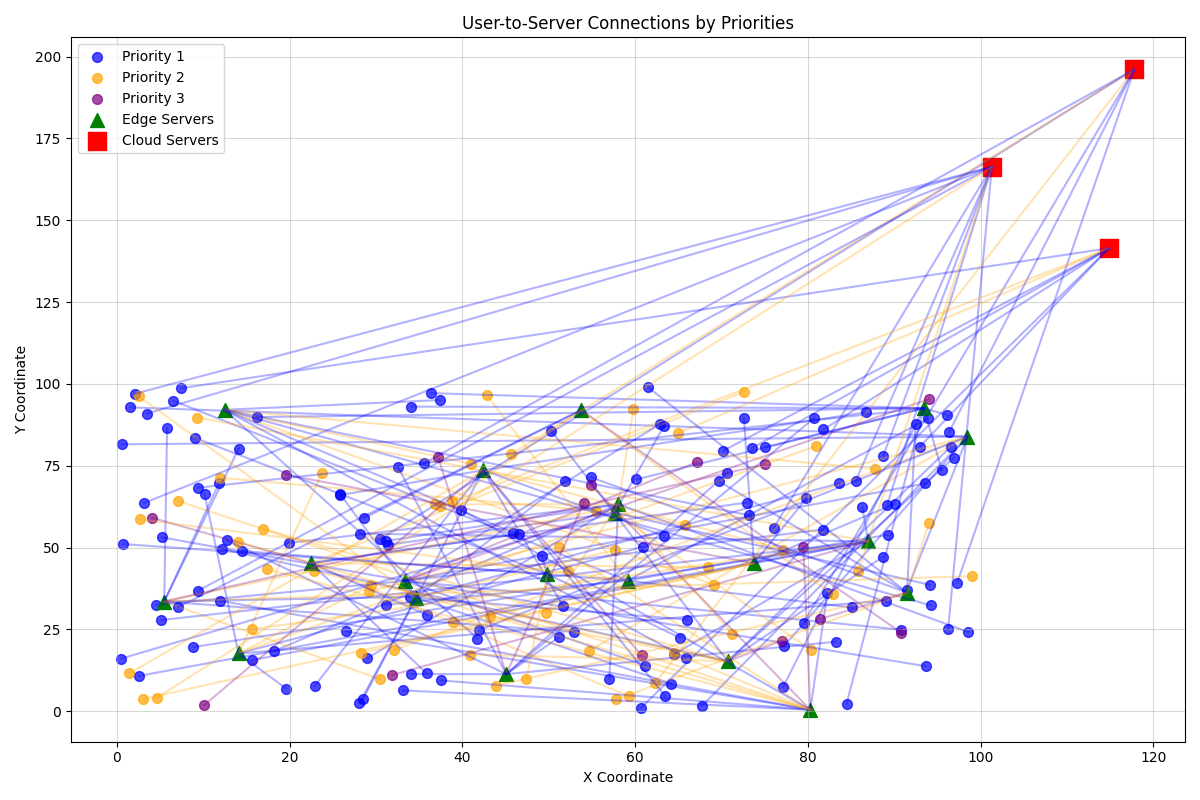 User-to-Server Connections by Priorities
Priority 1
Priority 2
Priority 3
Edge Servers
Cloud Servers
200
175
150
125
100
75
50
25
0
Y Coordinate
0 20 40 60 80 100 120
X Coordinate